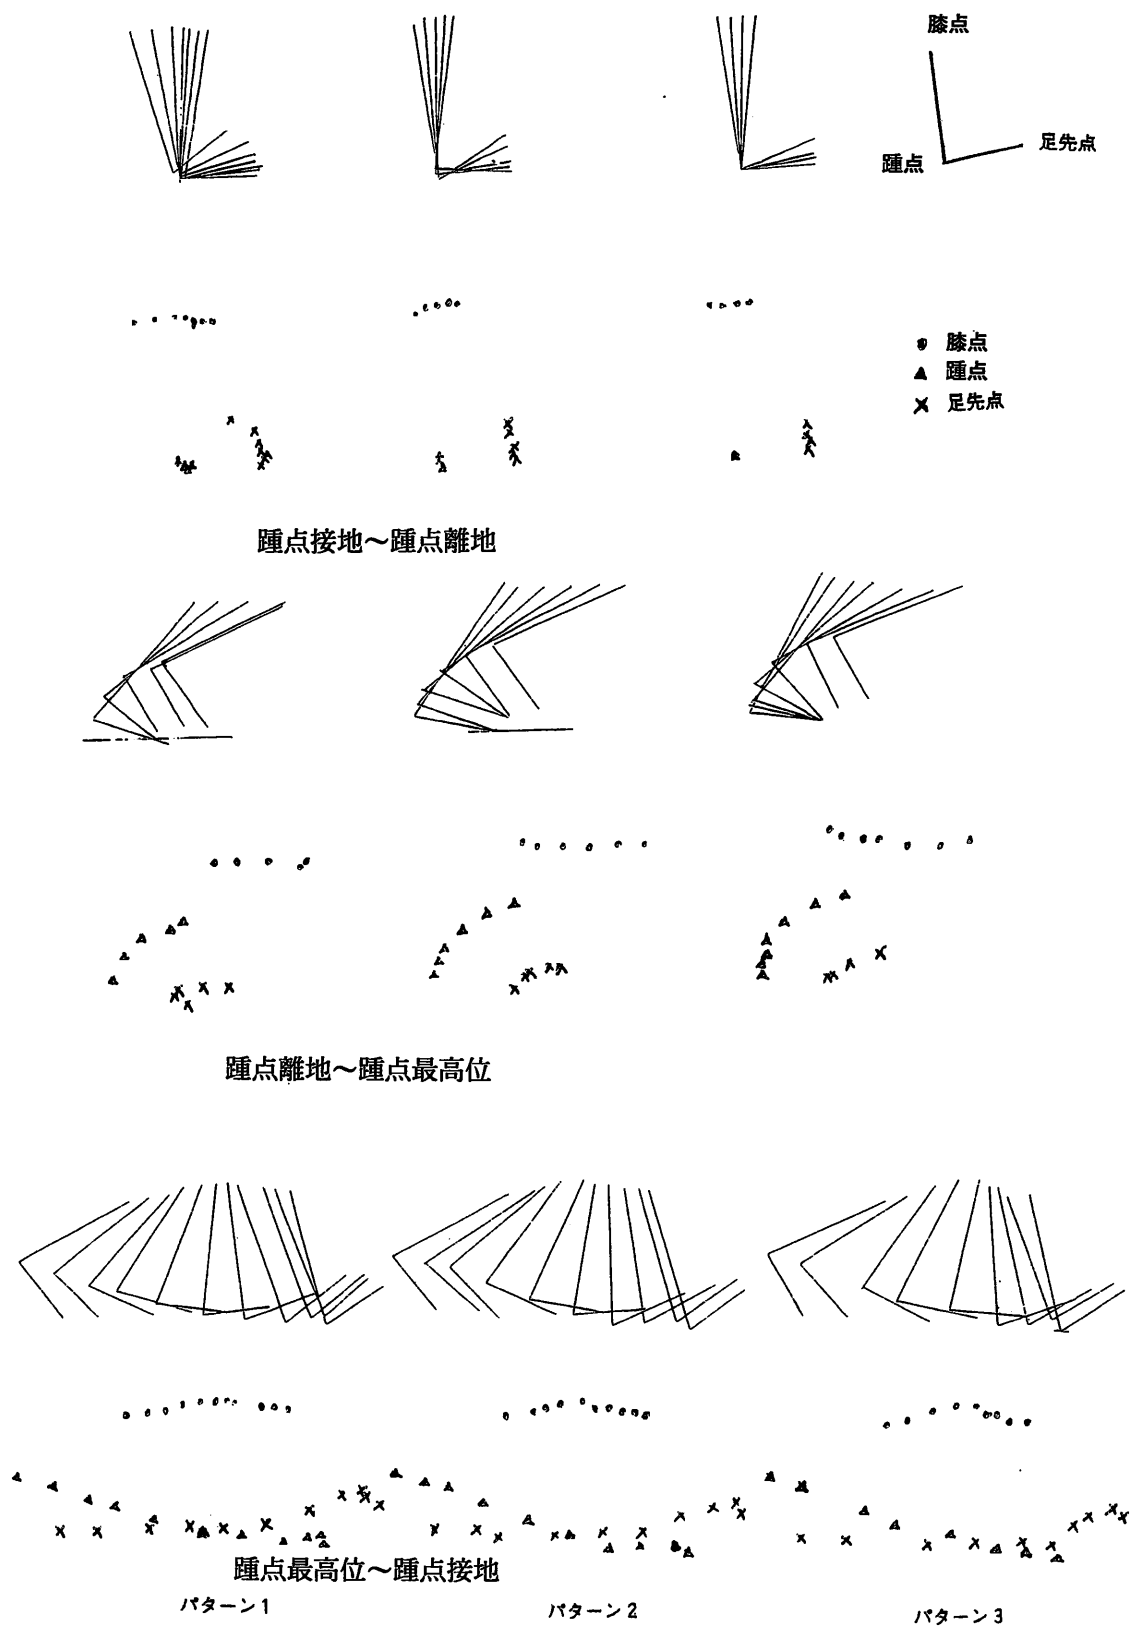 膝点
足先点
踵点
膝点
踵点
足先点
踵点接地～踵点離地
踵点離地～踵点最高位
踵点最高位～踵点接地
パターン1
パターン2
パターン3